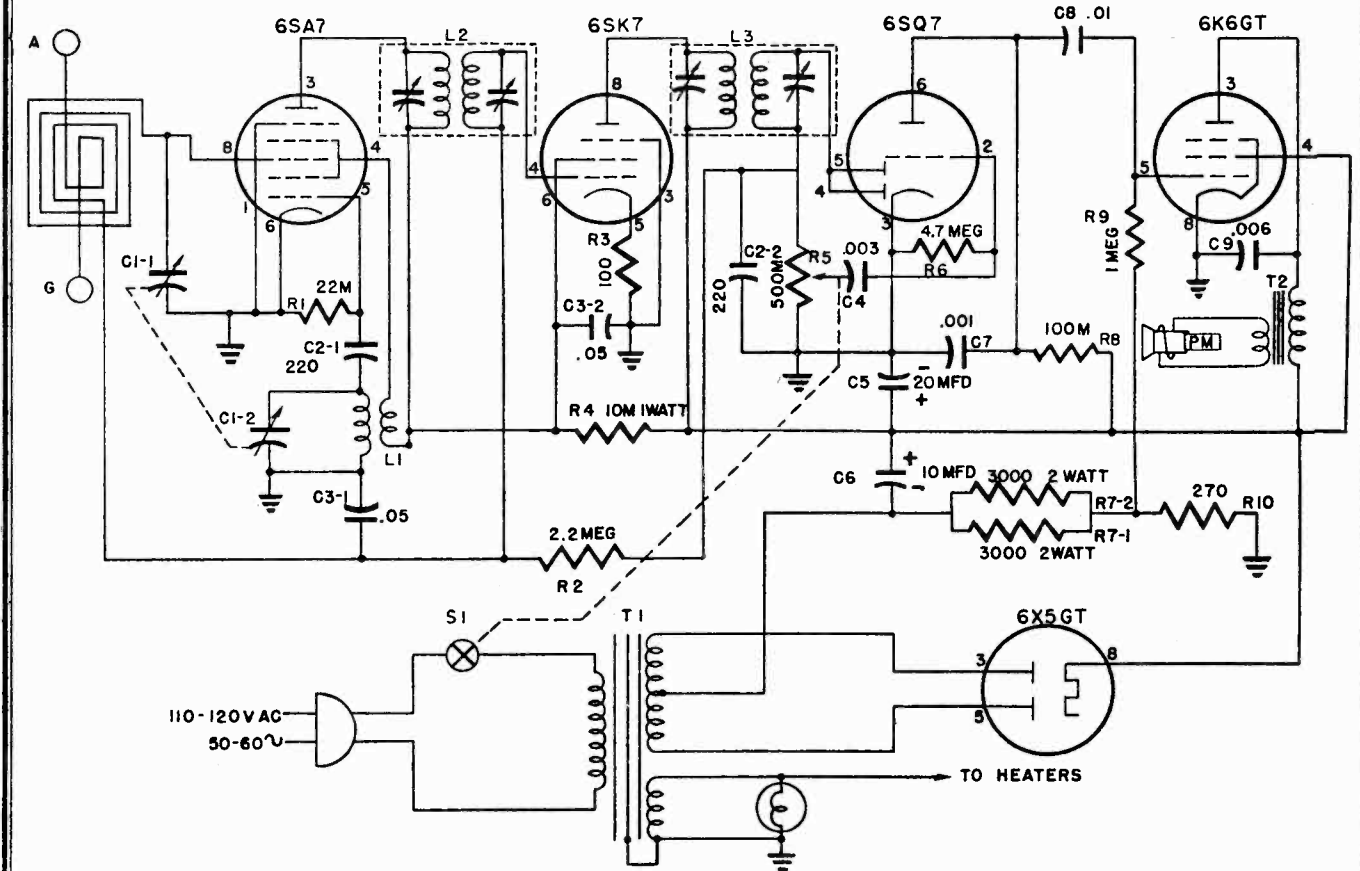 6SA7
L2
6SK7
L3
6SQ7
C8 .01
6K6GT
A
3
8
6
3
8
4
4
5
2
5
4
1
5
6
6
3
4
5
3
8
R3
100
4.7 MEG
R6
R9
1 MEG
.006
C9
C1-1
G
R1
22M
C2-2
220
R5
500M
.003
C4
T2
C3-2
.05
C2-1
220
.001
C7
100M
R8
PM
C5
-
20MFD
+
C1-2
R4 10M 1WATT
L1
C6
+
-
10MFD
3000 2 WATT
R7-2
270
R10
C3-1
.05
R7-1
3000 2WATT
2.2 MEG
R2
S1
T1
6X5GT
3
8
5
110-120V AC
50-60~
TO HEATERS